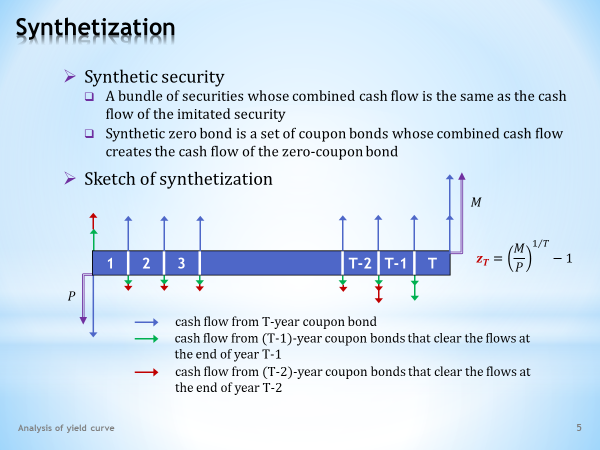 Synthetization
Synthetic security
A bundle of securities whose combined cash flow is the same as the cash
flow of the imitated security
Synthetic zero bond is a set of coupon bonds whose combined cash flow
creates the cash flow of the zero-coupon bond
Sketch of synthetization
M
1 2 3 T-2 T-1 T
z_T = (M/P)^{1/T} − 1
P
cash flow from T-year coupon bond
cash flow from (T-1)-year coupon bonds that clear the flows at
the end of year T-1
cash flow from (T-2)-year coupon bonds that clear the flows at
the end of year T-2
Analysis of yield curve
5